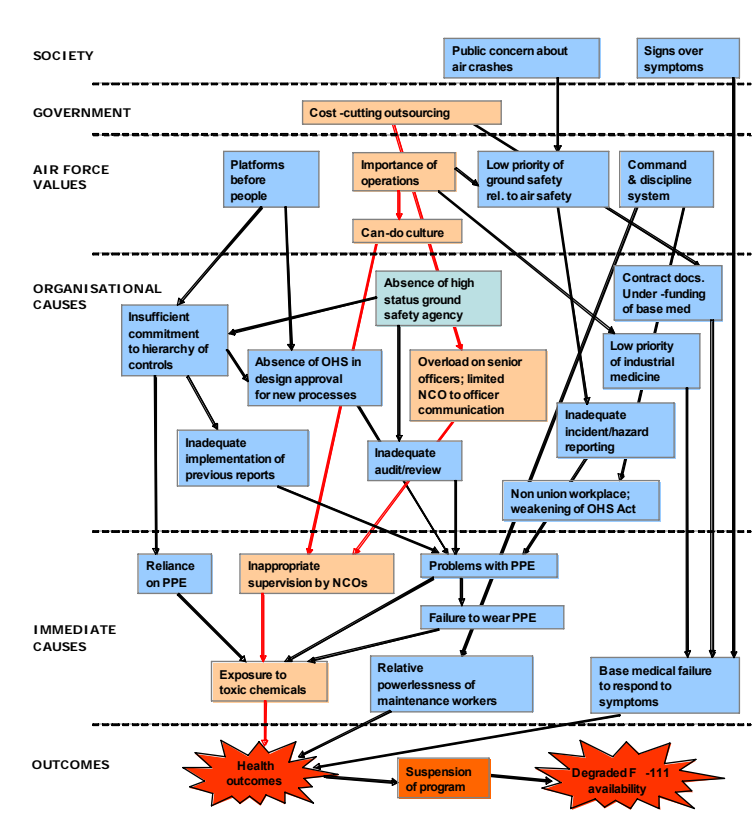 SOCIETY
Public concern about
air crashes
Signs over
symptoms
GOVERNMENT
Cost -cutting outsourcing
AIR FORCE
VALUES
Platforms
before
people
Importance of
operations
Low priority of
ground safety
rel. to air safety
Command
& discipline
system
Can-do culture
ORGANISATIONAL
CAUSES
Absence of high
status ground
safety agency
Contract docs.
Under -funding
of base med
Insufficient
commitment
to hierarchy of
controls
Absence of OHS in
design approval
for new processes
Overload on senior
officers; limited
NCO to officer
communication
Low priority
of industrial
medicine
Inadequate
implementation of
previous reports
Inadequate
audit/review
Inadequate
incident/hazard
reporting
Non union workplace;
weakening of OHS Act
IMMEDIATE
CAUSES
Reliance
on PPE
Inappropriate
supervision by NCOs
Problems with PPE
Failure to wear PPE
Exposure to
toxic chemicals
Relative
powerlessness of
maintenance workers
Base medical failure
to respond to
symptoms
OUTCOMES
Health
outcomes
Suspension
of program
Degraded F -111
availability